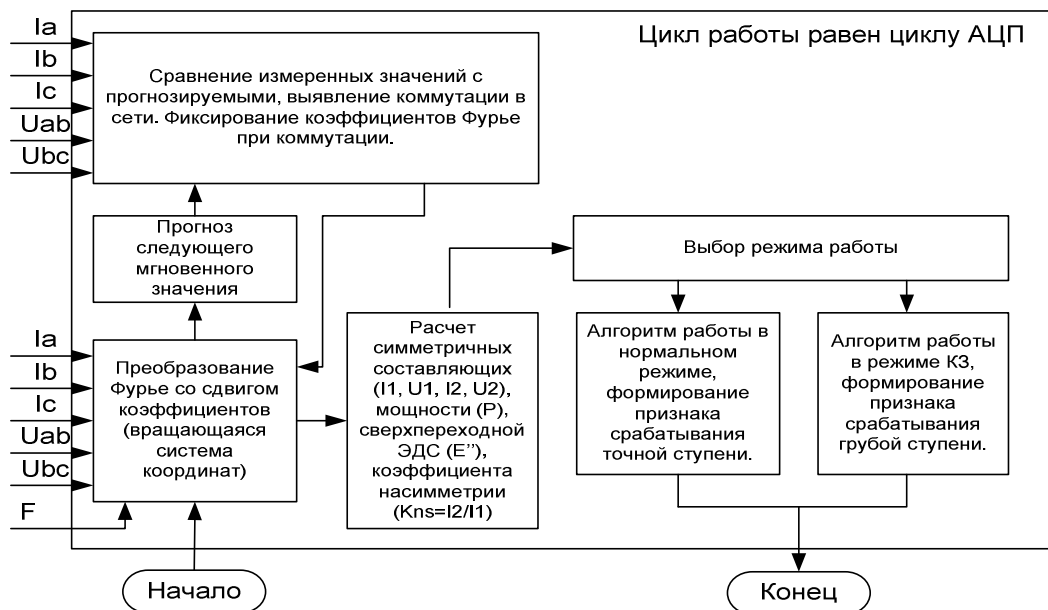 Цикл работы равен циклу АЦП
Ia
Ib
Ic
Uab
Ubc
Сравнение измеренных значений с
прогнозируемыми, выявление коммутации в
сети. Фиксирование коэффициентов Фурье
при коммутации.
Прогноз
следующего
мгновенного
значения
Ia
Ib
Ic
Uab
Ubc
F
Преобразование
Фурье со сдвигом
коэффициентов
(вращающаяся
система
координат)
Расчет
симметричных
составляющих
(I1, U1, I2, U2),
мощности (P),
сверхпереходной
ЭДС (E’’),
коэффициента
насимметрии
(Kns=I2/I1)
Выбор режима работы
Алгоритм работы в
нормальном
режиме,
формирование
признака
срабатывания
точной ступени.
Алгоритм работы
в режиме КЗ,
формирование
признака
срабатывания
грубой ступени.
Начало
Конец